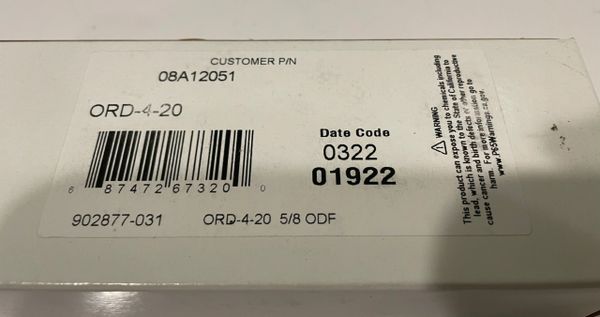 CUSTOMER P/N
08A12051
ORD-4-20
6 87472 67320 0
902877-031 ORD-4-20 5/8 ODF
Date Code
0322
01922
⚠ WARNING
This product can expose you to chemicals including
lead, which is known to the State of California to
cause cancer and birth defects or other reproductive
harm. For more information go to
www.P65Warnings.ca.gov.